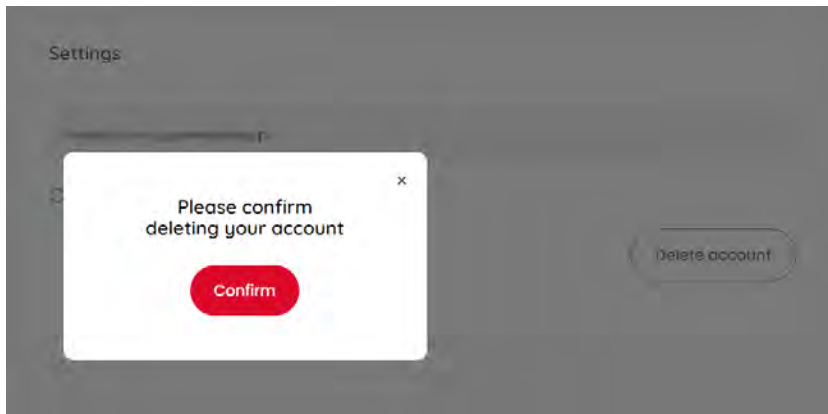 Settings
×
Please confirm
deleting your account
Confirm
Delete account